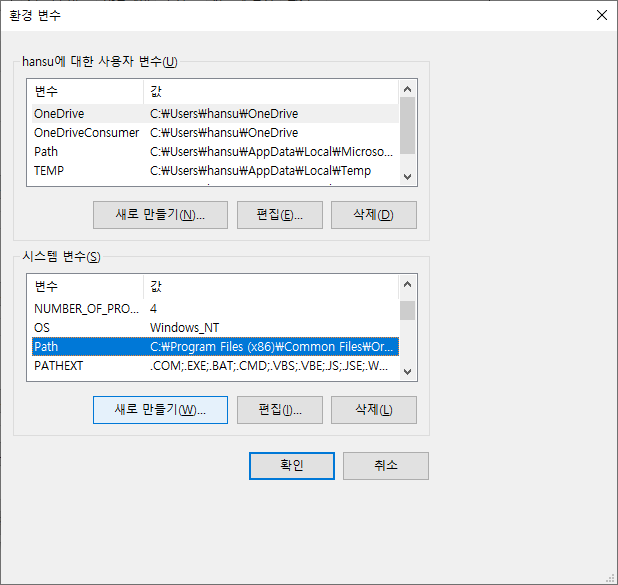 환경 변수
hansu에 대한 사용자 변수(U)
변수 값
OneDrive C:₩Users₩hansu₩OneDrive
OneDriveConsumer C:₩Users₩hansu₩OneDrive
Path C:₩Users₩hansu₩AppData₩Local₩Microso...
TEMP C:₩Users₩hansu₩AppData₩Local₩Temp
새로 만들기(N)... 편집(E)... 삭제(D)
시스템 변수(S)
변수 값
NUMBER_OF_PRO... 4
OS Windows_NT
Path C:₩Program Files (x86)₩Common Files₩Or...
PATHEXT .COM;.EXE;.BAT;.CMD;.VBS;.VBE;.JS;.JSE;.W...
새로 만들기(W)... 편집(I)... 삭제(L)
확인 취소